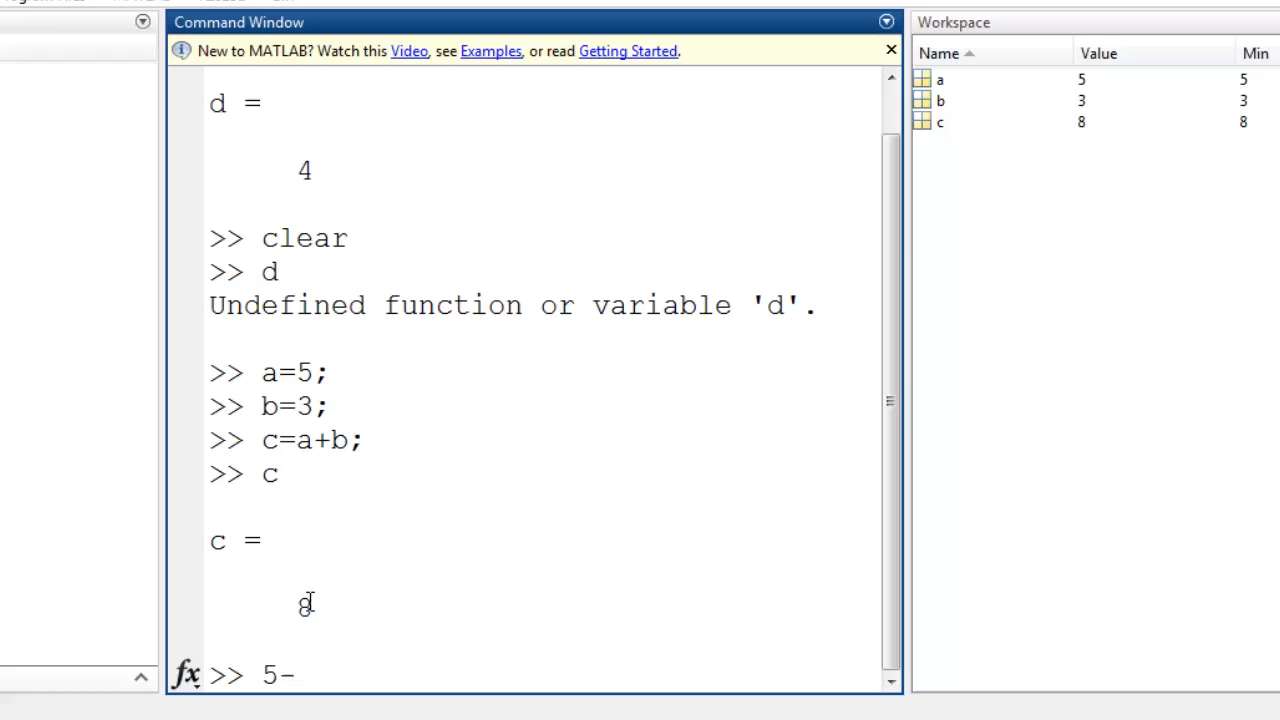 Command Window
New to MATLAB? Watch this Video, see Examples, or read Getting Started.
d =
4
>> clear
>> d
Undefined function or variable 'd'.
>> a=5;
>> b=3;
>> c=a+b;
>> c
c =
8
fx >> 5-
Workspace
Name Value Min
a 5 5
b 3 3
c 8 8